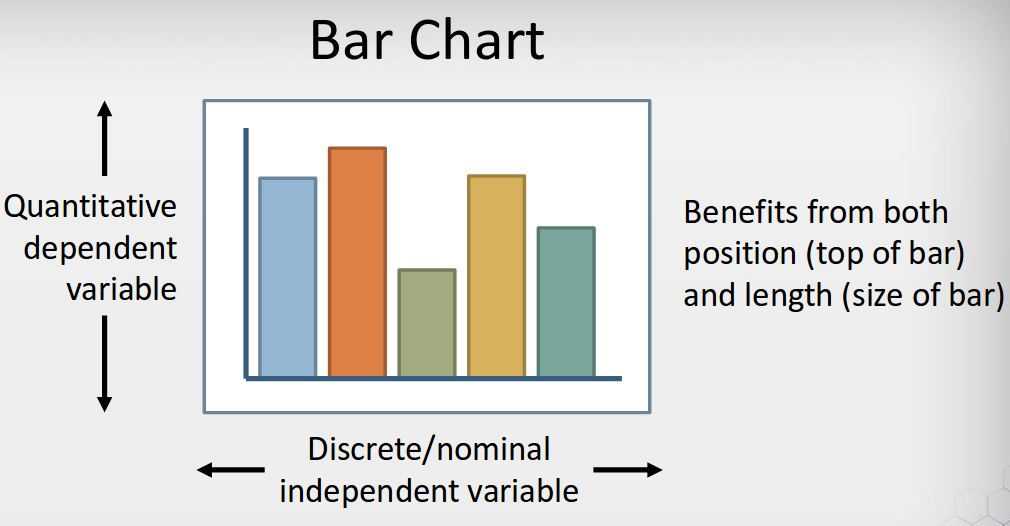 Bar Chart
Quantitative
dependent
variable
Benefits from both
position (top of bar)
and length (size of bar)
Discrete/nominal
independent variable